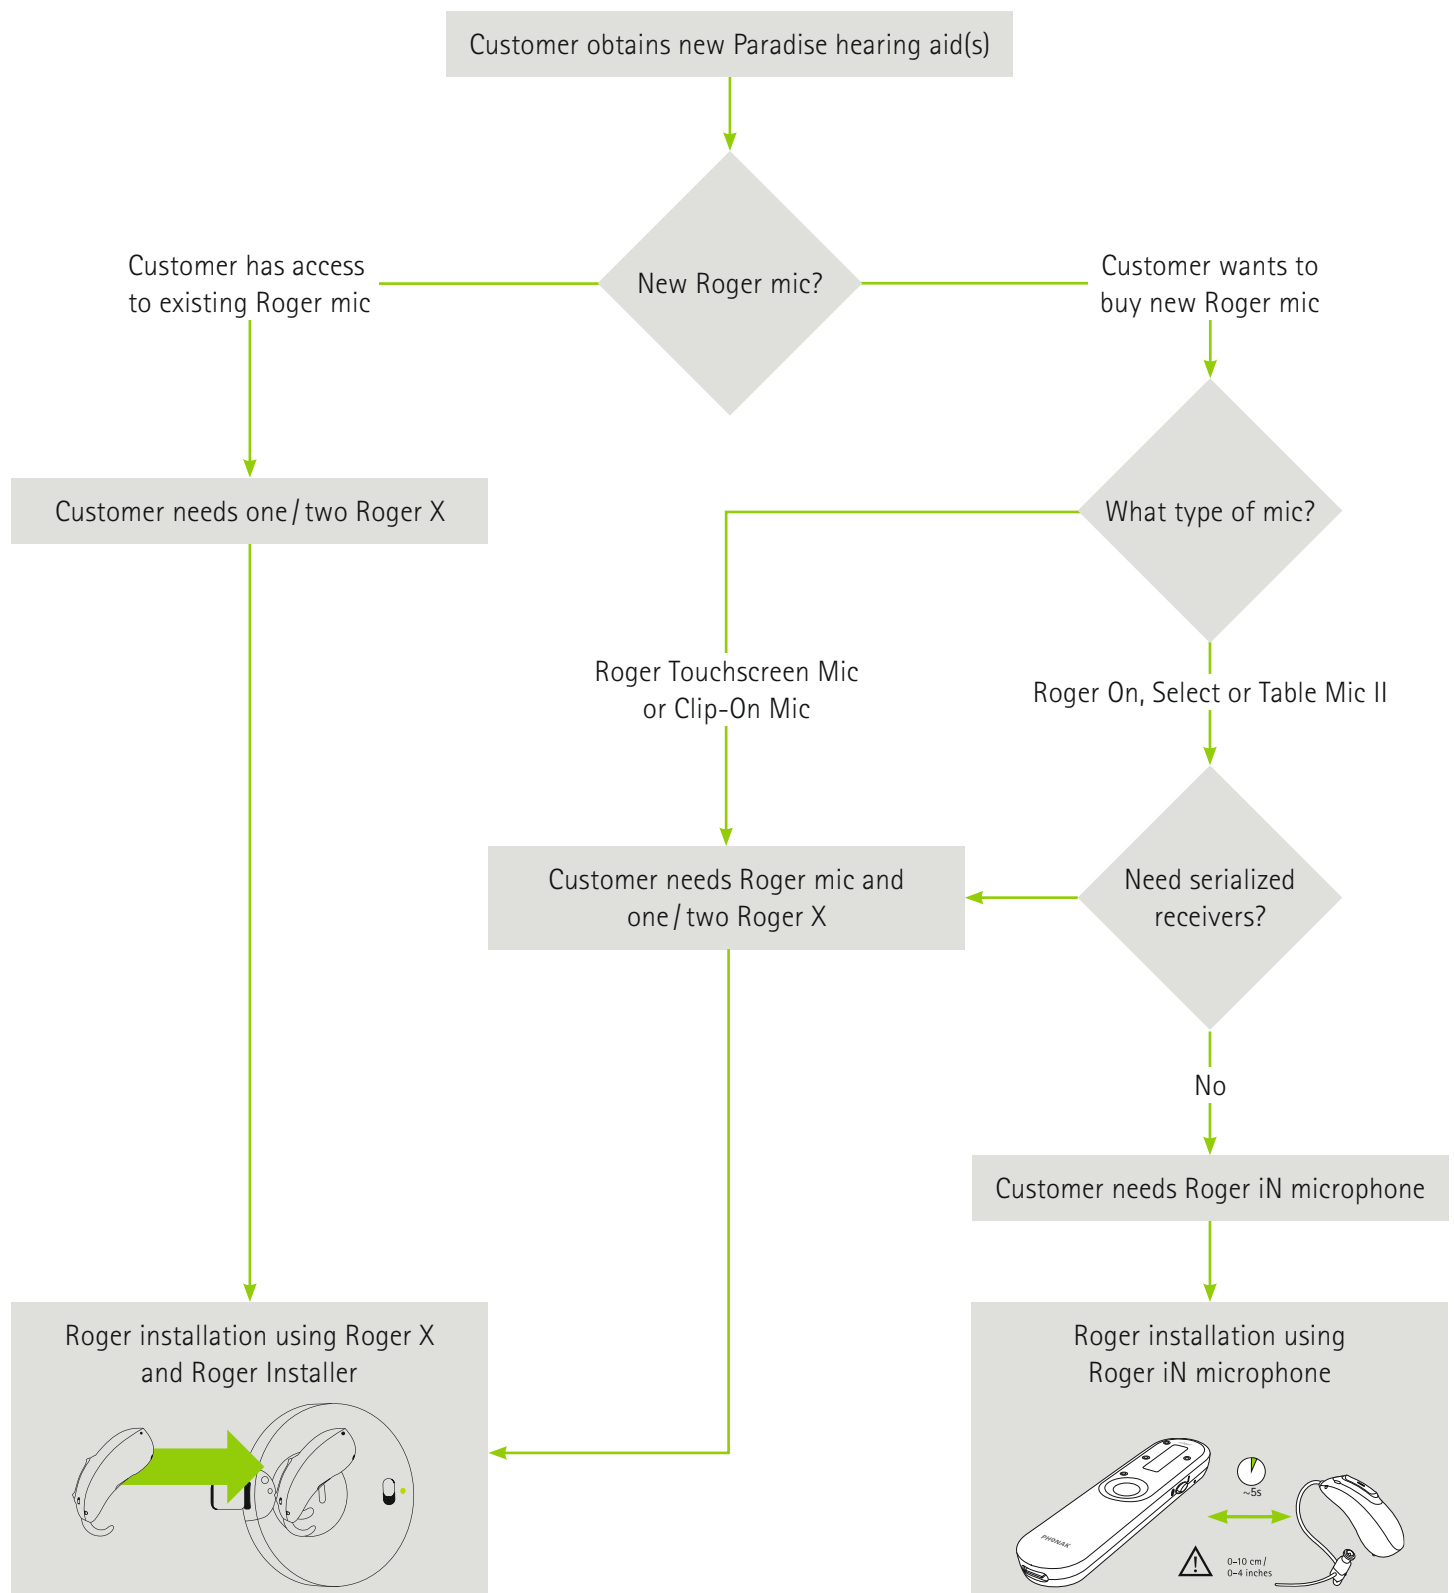 Customer obtains new Paradise hearing aid(s)
New Roger mic?
Customer has access
to existing Roger mic
Customer wants to
buy new Roger mic
Customer needs one / two Roger X
What type of mic?
Roger Touchscreen Mic
or Clip-On Mic
Roger On, Select or Table Mic II
Customer needs Roger mic and
one / two Roger X
Need serialized
receivers?
No
Customer needs Roger iN microphone
Roger installation using Roger X
and Roger Installer
Roger installation using
Roger iN microphone
~5s
PHONAK
0–10 cm /
0–4 inches